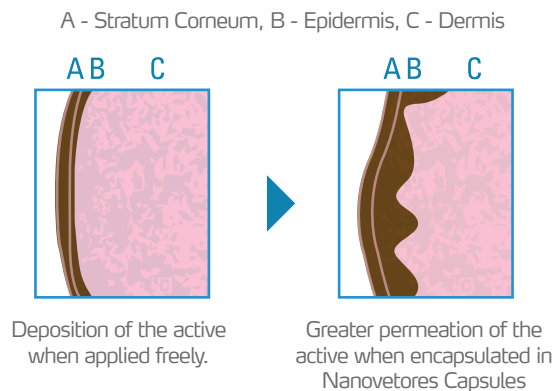 A - Stratum Corneum, B - Epidermis, C - Dermis
A B C
A B C
Deposition of the active
when applied freely.
Greater permeation of the
active when encapsulated in
Nanovetores Capsules